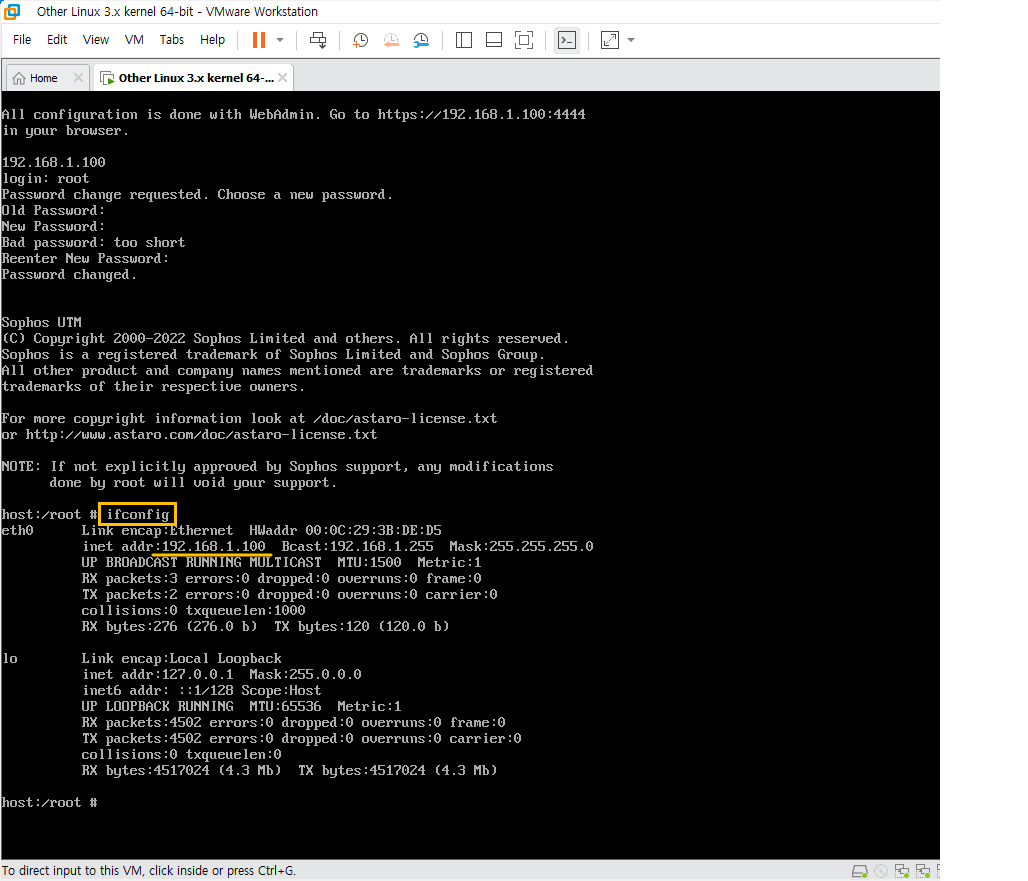 Other Linux 3.x kernel 64-bit - VMware Workstation
File Edit View VM Tabs Help
Home Other Linux 3.x kernel 64-...
All configuration is done with WebAdmin. Go to https://192.168.1.100:4444
in your browser.
192.168.1.100
login: root
Password change requested. Choose a new password.
Old Password:
New Password:
Bad password: too short
Reenter New Password:
Password changed.
Sophos UTM
(C) Copyright 2000-2022 Sophos Limited and others. All rights reserved.
Sophos is a registered trademark of Sophos Limited and Sophos Group.
All other product and company names mentioned are trademarks or registered
trademarks of their respective owners.
For more copyright information look at /doc/astaro-license.txt
or http://www.astaro.com/doc/astaro-license.txt
NOTE: If not explicitly approved by Sophos support, any modifications
done by root will void your support.
host:/root # ifconfig
eth0 Link encap:Ethernet HWaddr 00:0C:29:3B:DE:D5
inet addr:192.168.1.100 Bcast:192.168.1.255 Mask:255.255.255.0
UP BROADCAST RUNNING MULTICAST MTU:1500 Metric:1
RX packets:3 errors:0 dropped:0 overruns:0 frame:0
TX packets:2 errors:0 dropped:0 overruns:0 carrier:0
collisions:0 txqueuelen:1000
RX bytes:276 (276.0 b) TX bytes:120 (120.0 b)
lo Link encap:Local Loopback
inet addr:127.0.0.1 Mask:255.0.0.0
inet6 addr: ::1/128 Scope:Host
UP LOOPBACK RUNNING MTU:65536 Metric:1
RX packets:4502 errors:0 dropped:0 overruns:0 frame:0
TX packets:4502 errors:0 dropped:0 overruns:0 carrier:0
collisions:0 txqueuelen:0
RX bytes:4517024 (4.3 Mb) TX bytes:4517024 (4.3 Mb)
host:/root #
To direct input to this VM, click inside or press Ctrl+G.